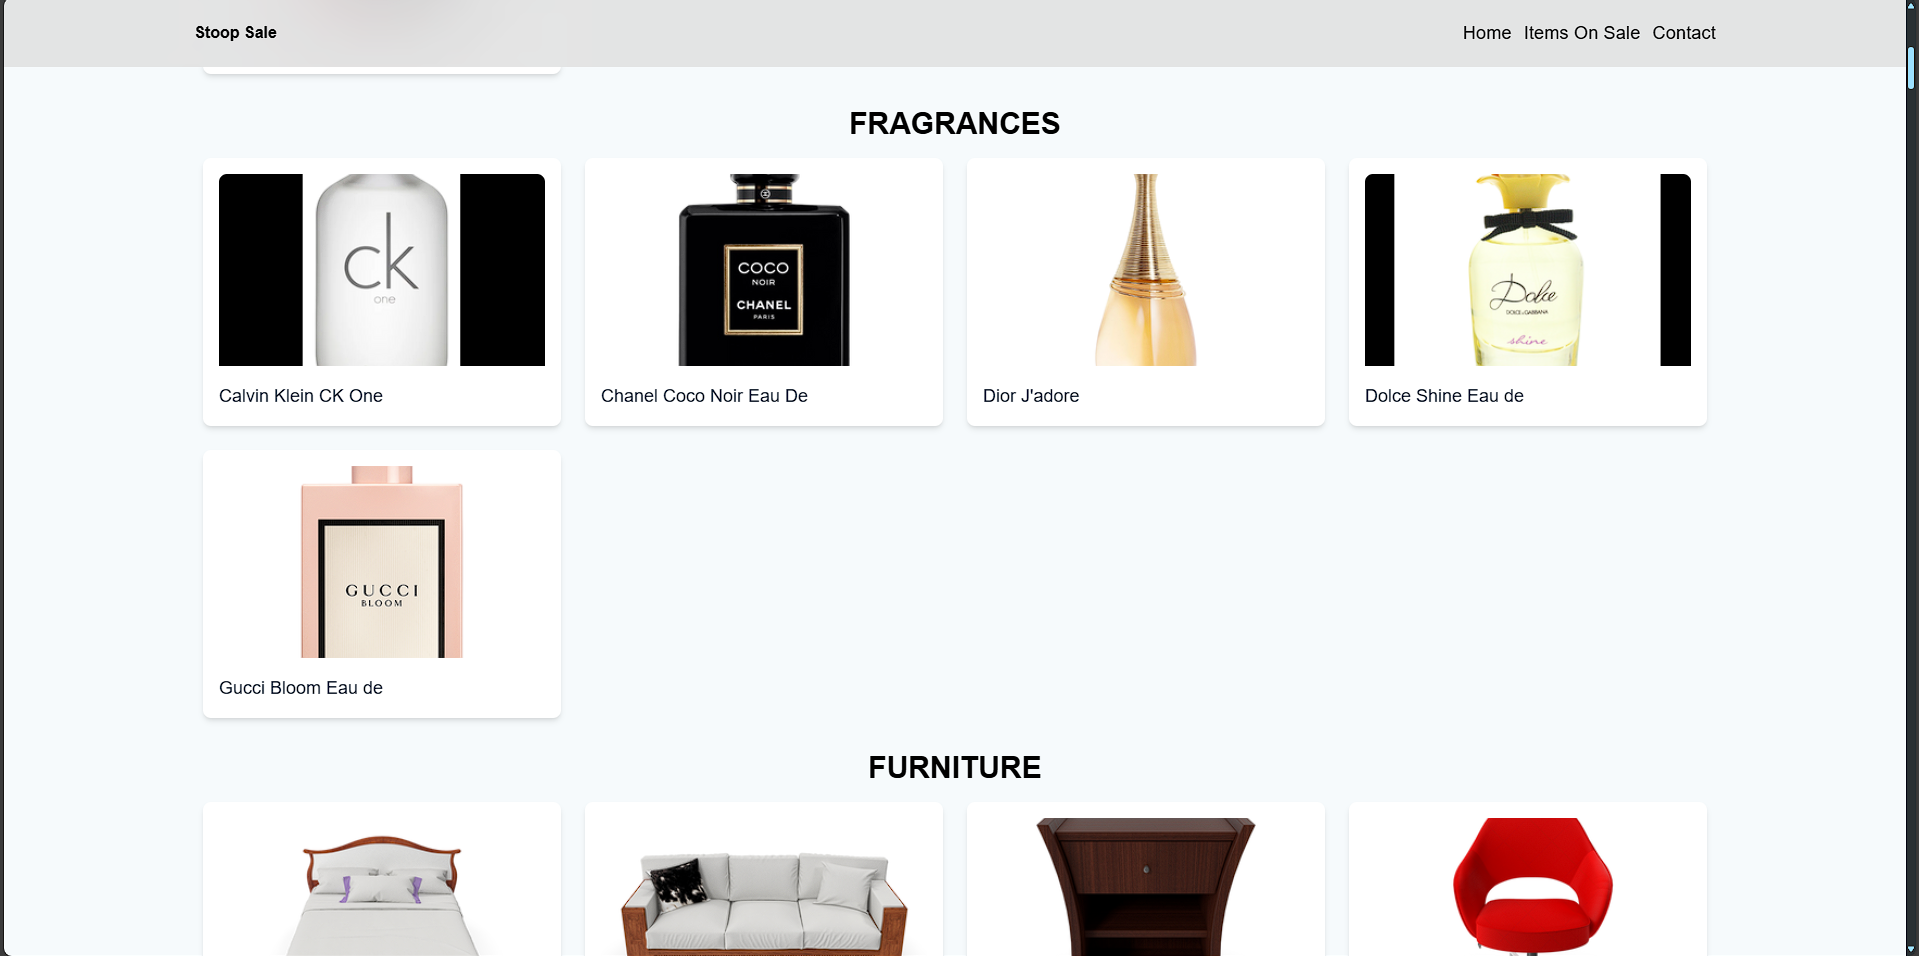 Stoop Sale
Home Items On Sale Contact
FRAGRANCES
ck
one
COCO
NOIR
CHANEL
PARIS
Dolce
DOLCE & GABBANA
shine
Calvin Klein CK One
Chanel Coco Noir Eau De
Dior J'adore
Dolce Shine Eau de
GUCCI
BLOOM
Gucci Bloom Eau de
FURNITURE